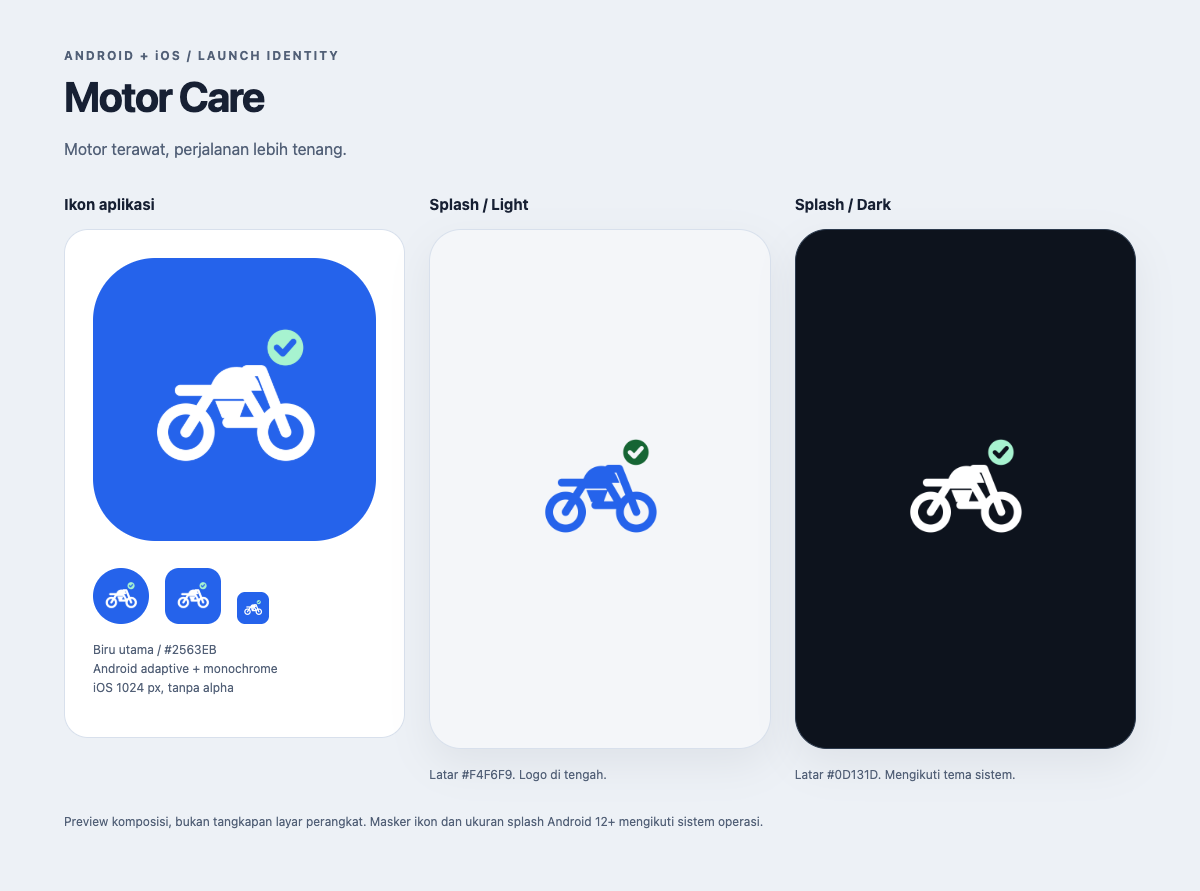 ANDROID + iOS / LAUNCH IDENTITY
Motor Care
Motor terawat, perjalanan lebih tenang.
Ikon aplikasi
Splash / Light
Splash / Dark
Biru utama / #2563EB
Android adaptive + monochrome
iOS 1024 px, tanpa alpha
Latar #F4F6F9. Logo di tengah.
Latar #0D131D. Mengikuti tema sistem.
Preview komposisi, bukan tangkapan layar perangkat. Masker ikon dan ukuran splash Android 12+ mengikuti sistem operasi.